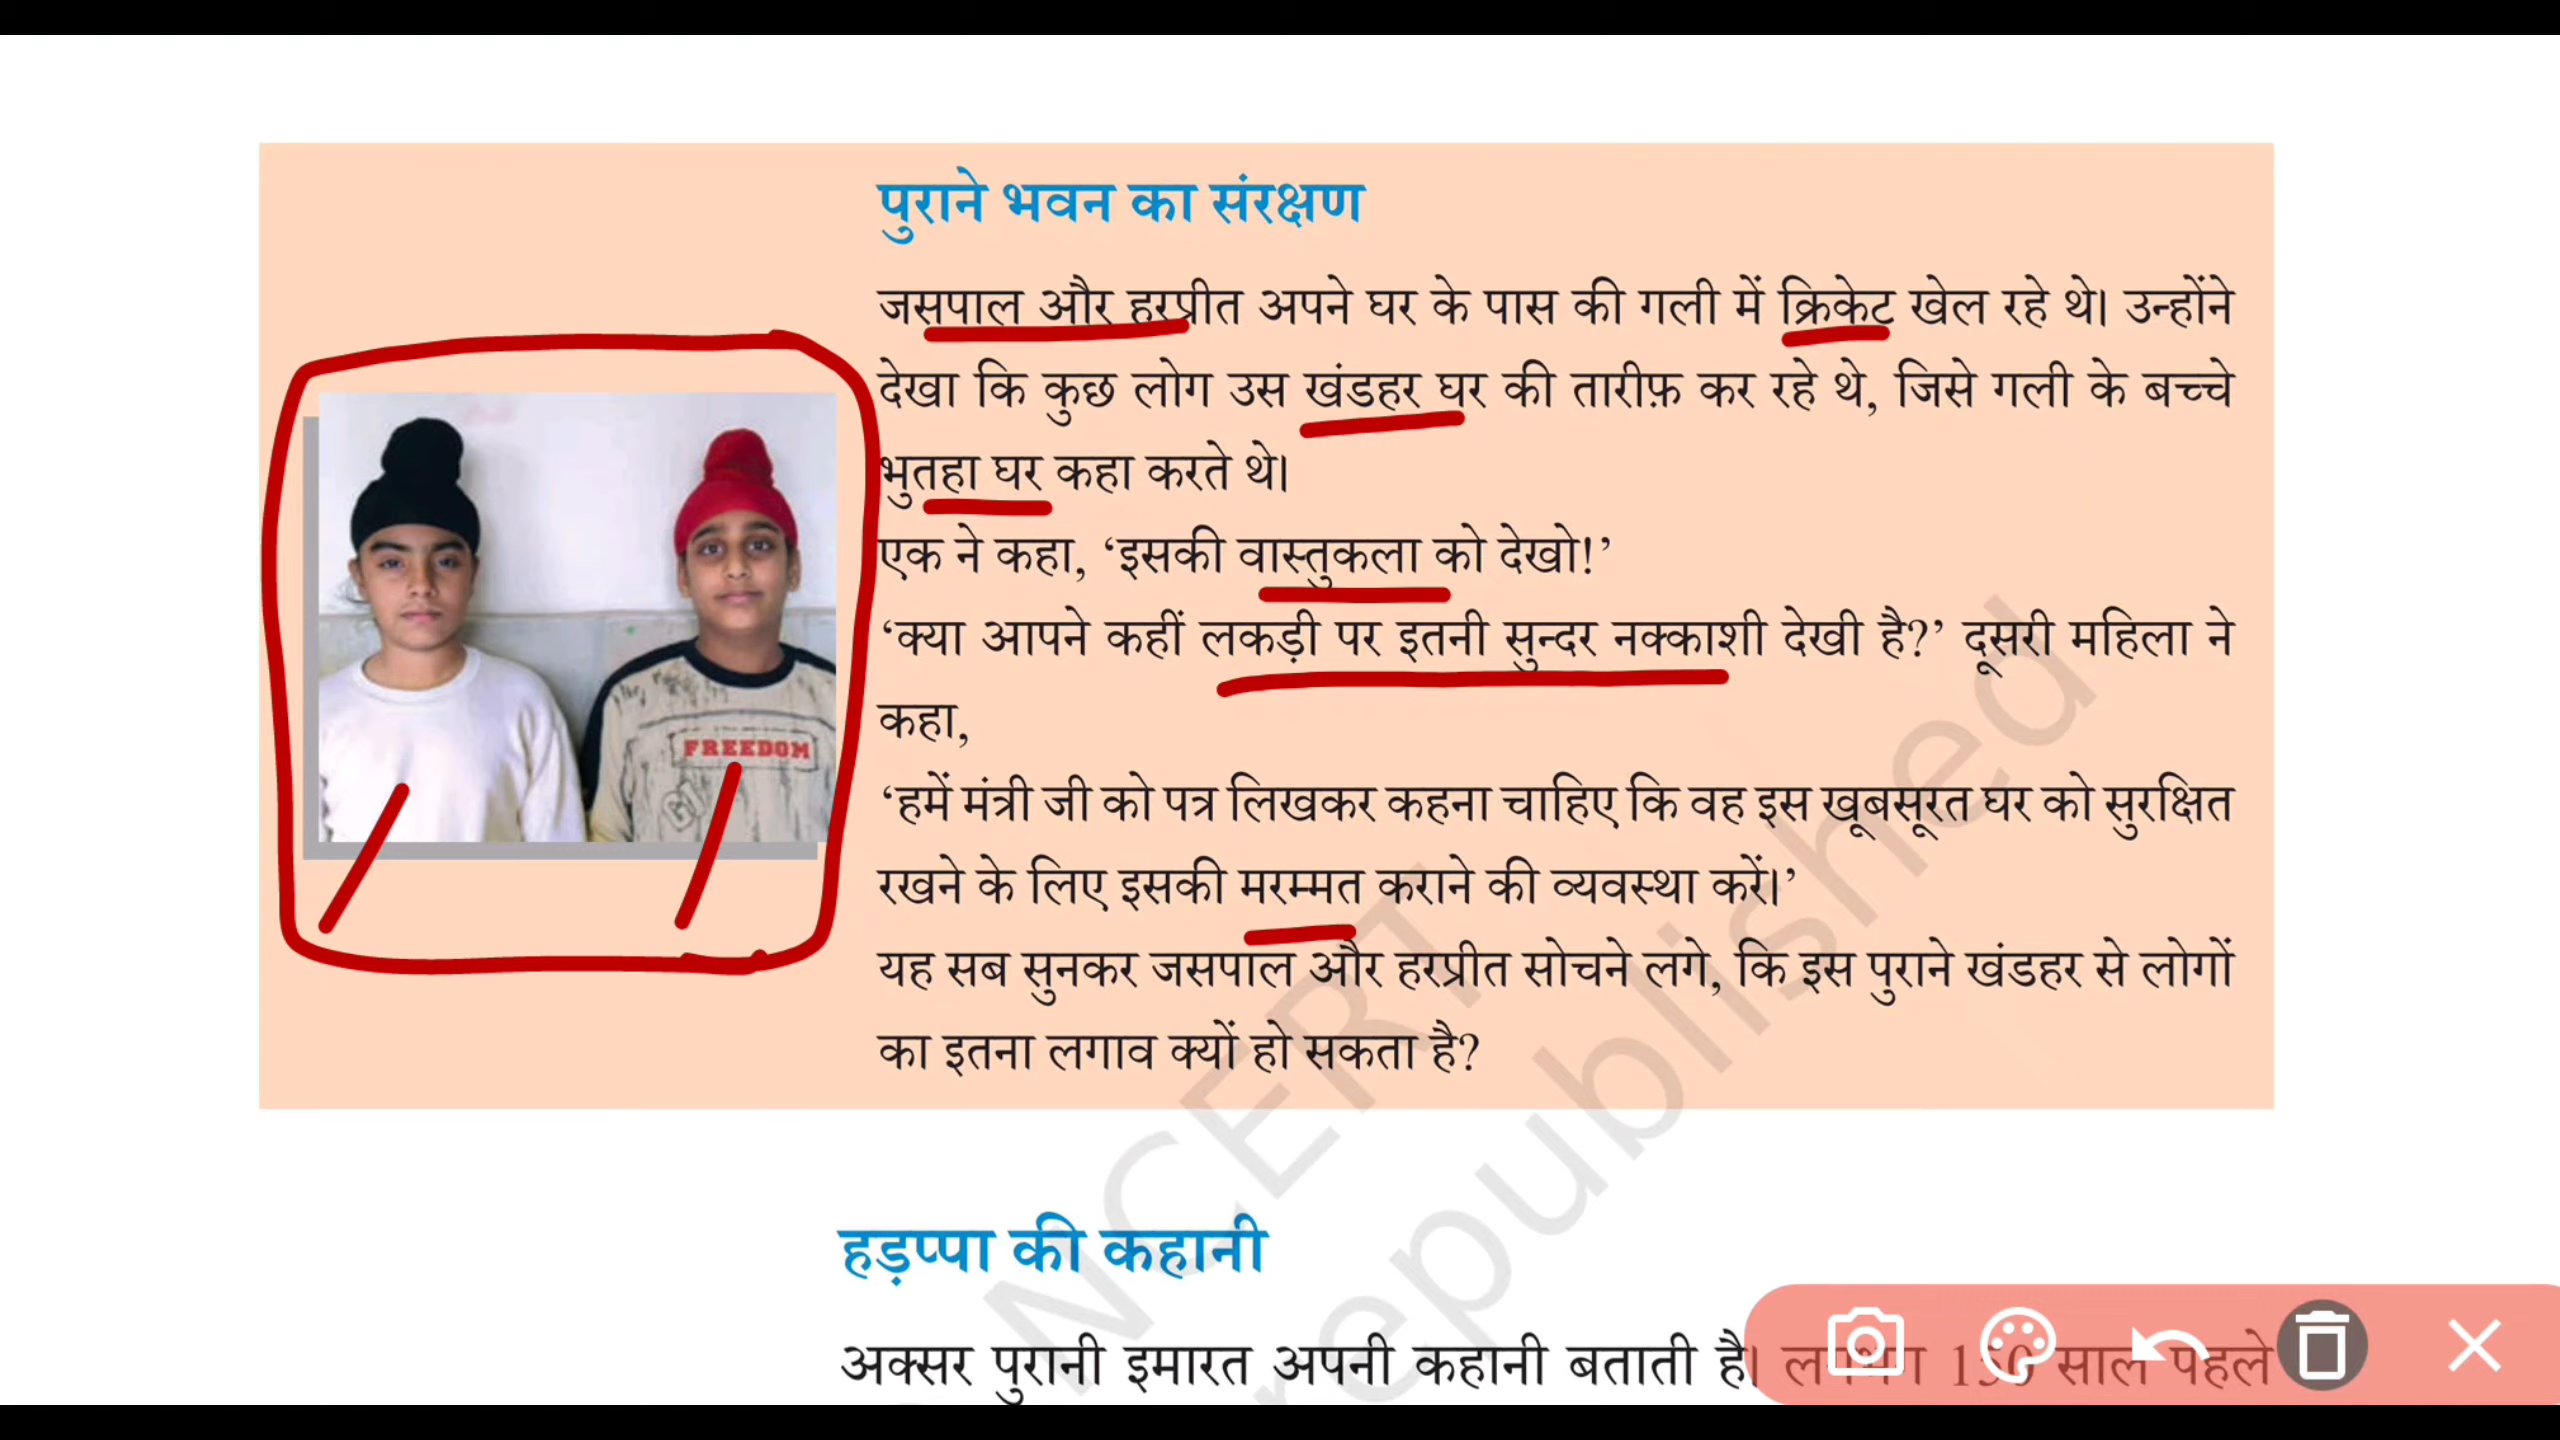 पुराने भवन का संरक्षण
जसपाल और हरप्रीत अपने घर के पास की गली में क्रिकेट खेल रहे थे। उन्होंने
देखा कि कुछ लोग उस खंडहर घर की तारीफ़ कर रहे थे, जिसे गली के बच्चे
भुतहा घर कहा करते थे।
एक ने कहा, ‘इसकी वास्तुकला को देखो!’
‘क्या आपने कहीं लकड़ी पर इतनी सुन्दर नक्काशी देखी है?’ दूसरी महिला ने
कहा,
‘हमें मंत्री जी को पत्र लिखकर कहना चाहिए कि वह इस खूबसूरत घर को सुरक्षित
रखने के लिए इसकी मरम्मत कराने की व्यवस्था करें।’
यह सब सुनकर जसपाल और हरप्रीत सोचने लगे, कि इस पुराने खंडहर से लोगों
का इतना लगाव क्यों हो सकता है?
FREEDOM
हड़प्पा की कहानी
अक्सर पुरानी इमारत अपनी कहानी बताती है। लगभग 150 साल पहले
NCERT
republished